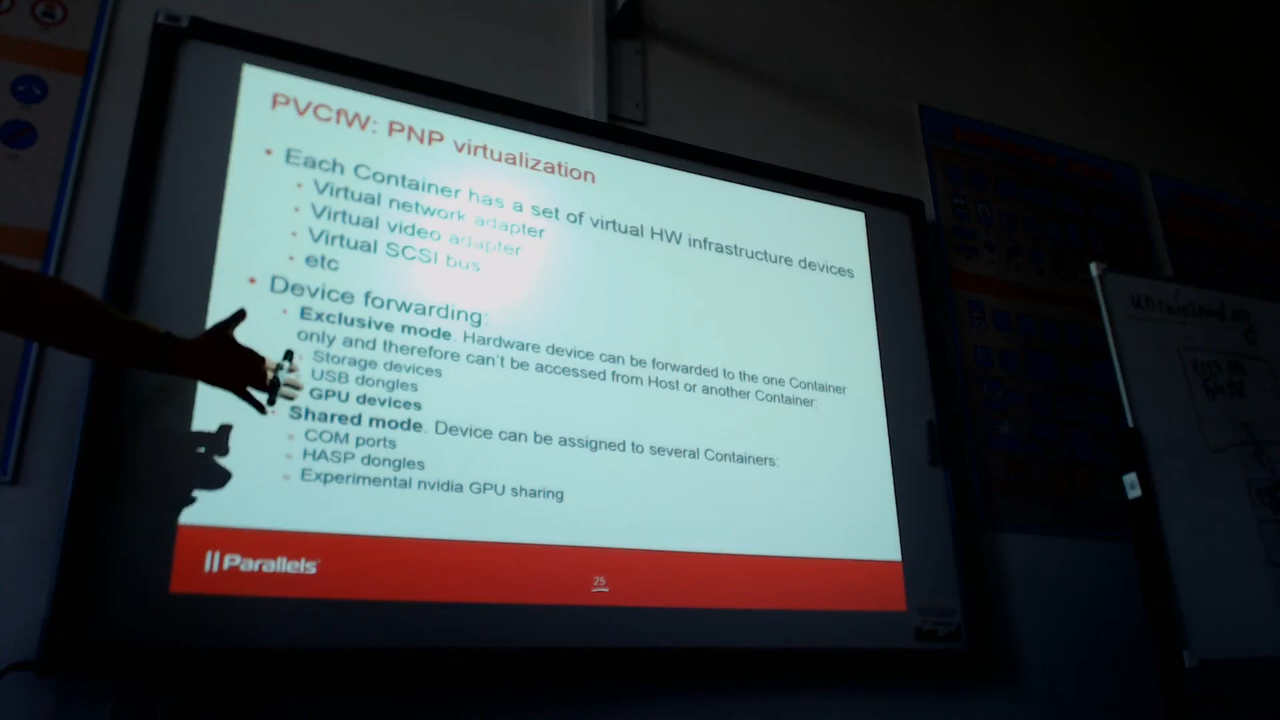 PVCfW: PNP virtualization
• Each Container has a set of virtual HW infrastructure devices
• Virtual network adapter
• Virtual video adapter
• Virtual SCSI bus
• etc
• Device forwarding:
• Exclusive mode. Hardware device can be forwarded to the one Container
only and therefore can't be accessed from Host or another Container:
Storage devices
USB dongles
GPU devices
• Shared mode. Device can be assigned to several Containers:
• COM ports
• HASP dongles
• Experimental nvidia GPU sharing
Parallels
25